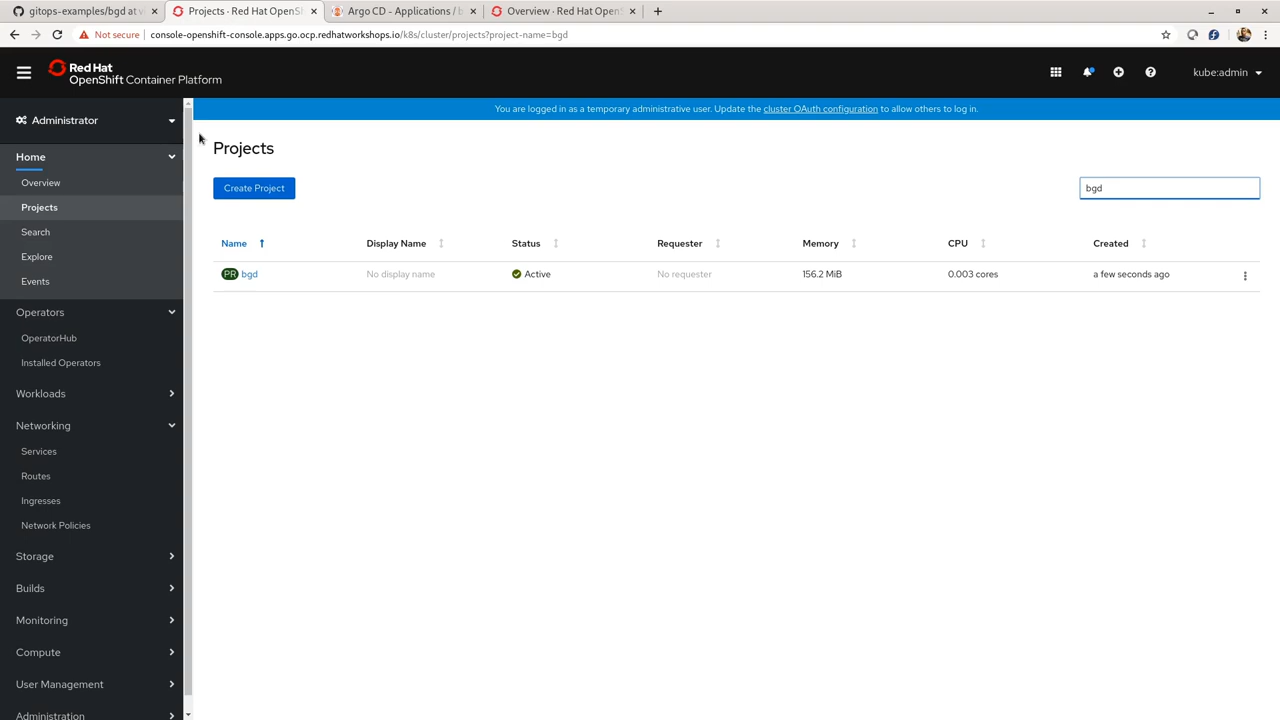 gitops-examples/bgd at v
Projects · Red Hat OpenSh
Argo CD - Applications / b
Overview · Red Hat OpenS
Not secure
console-openshift-console.apps.go.ocp.redhatworkshops.io/k8s/cluster/projects?project-name=bgd
Red Hat
OpenShift Container Platform
kube:admin
You are logged in as a temporary administrative user. Update the cluster OAuth configuration to allow others to log in.
Administrator
Home
Overview
Projects
Search
Explore
Events
Operators
OperatorHub
Installed Operators
Workloads
Networking
Services
Routes
Ingresses
Network Policies
Storage
Builds
Monitoring
Compute
User Management
Administration
Projects
Create Project
bgd
Name Display Name Status Requester Memory CPU Created
PR bgd No display name Active No requester 156.2 MiB 0.003 cores a few seconds ago